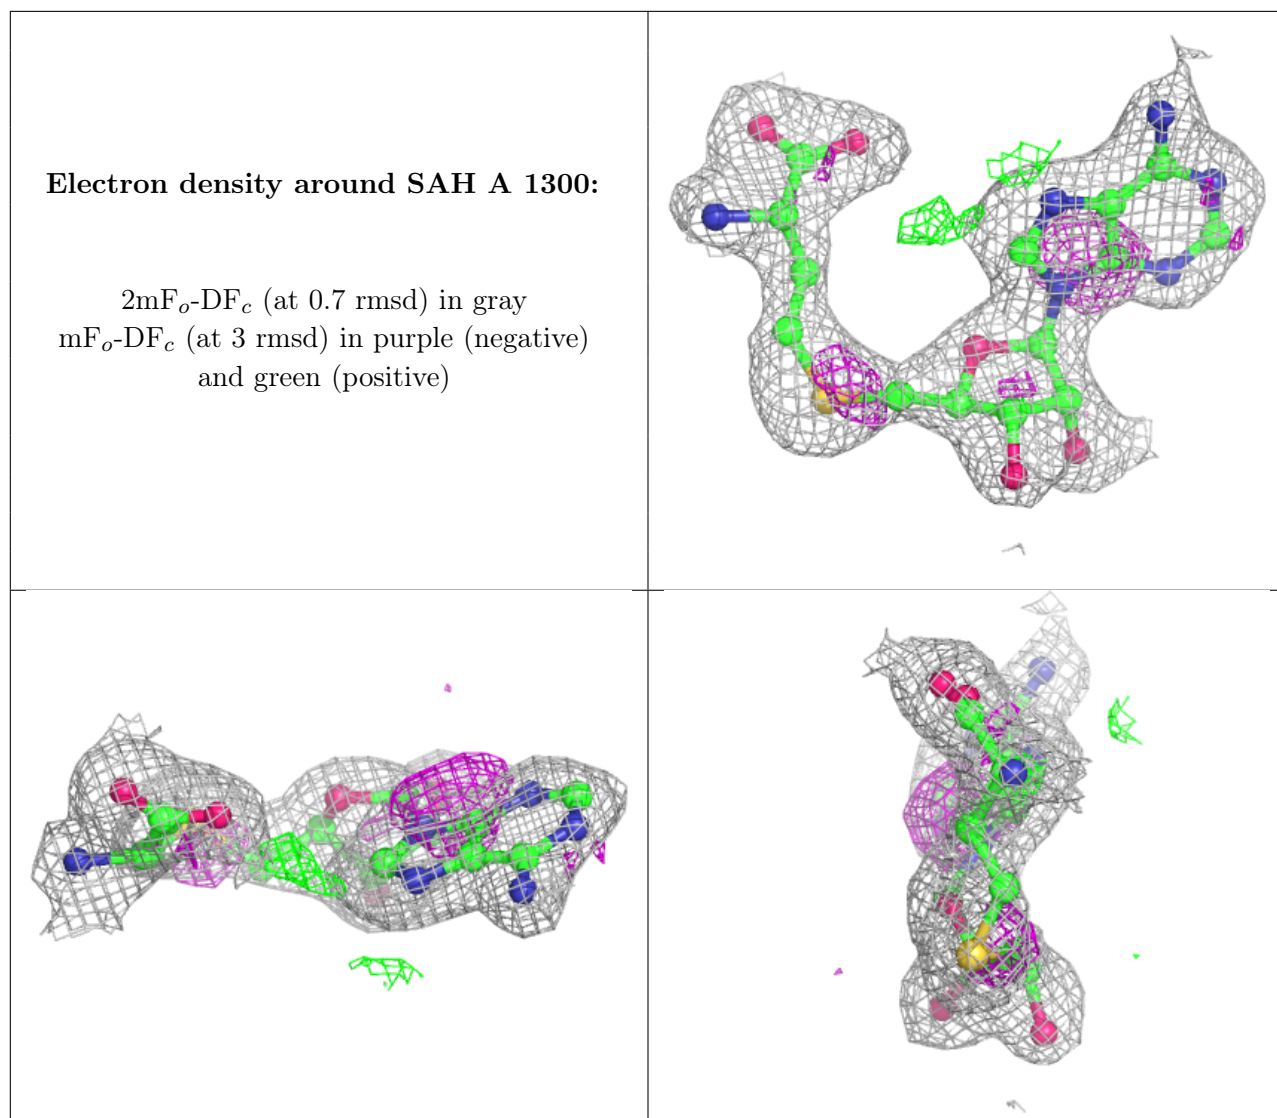 Electron density around SAH A 1300:
2mFo-DFc (at 0.7 rmsd) in gray
mFo-DFc (at 3 rmsd) in purple (negative)
and green (positive)